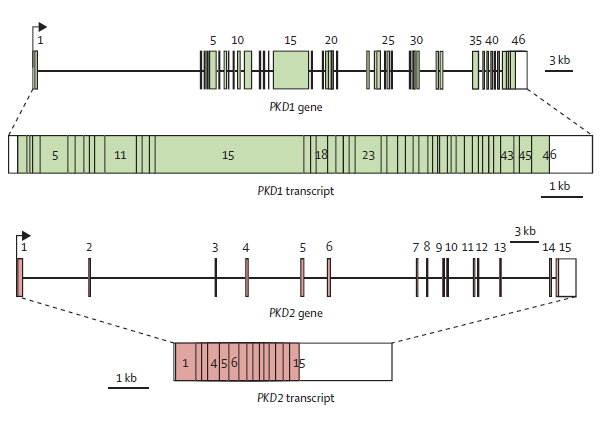 1 5 10 15 20 25 30 35 40 46
3 kb
PKD1 gene
5 11 15 18 23 43 45 46
PKD1 transcript
1 kb
3 kb
1 2 3 4 5 6 7 8 9 10 11 12 13 14 15
PKD2 gene
1 4 5 6 15
1 kb
PKD2 transcript